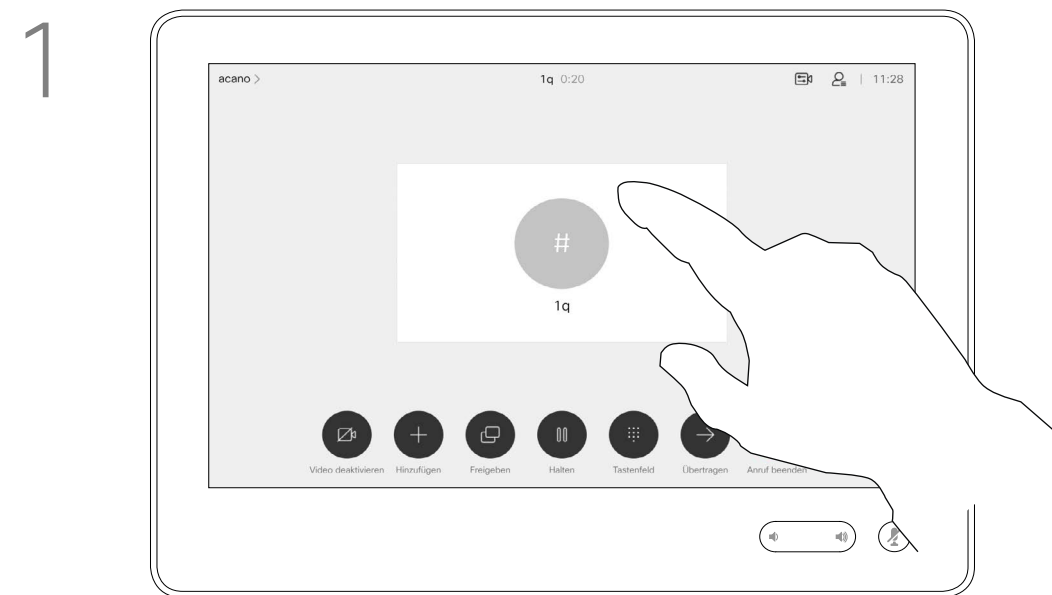 1
acano >
1q 0:20
11:28
#
1q
Video deaktivieren Hinzufügen Freigeben Halten Tastenfeld Übertragen Anruf beenden